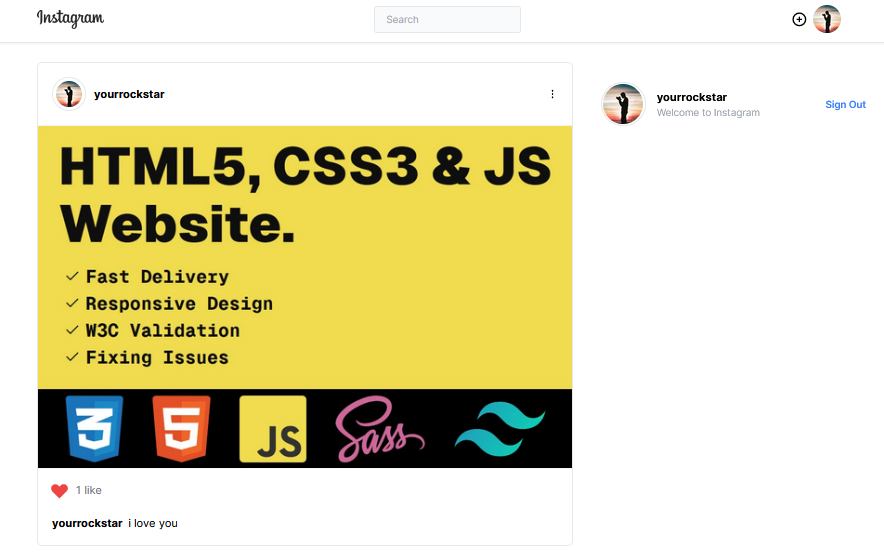 Instagram
Search
yourrockstar
HTML5, CSS3 & JS
Website.
Fast Delivery
Responsive Design
W3C Validation
Fixing Issues
3
5
JS
Sass
1 like
yourrockstar i love you
yourrockstar
Welcome to Instagram
Sign Out